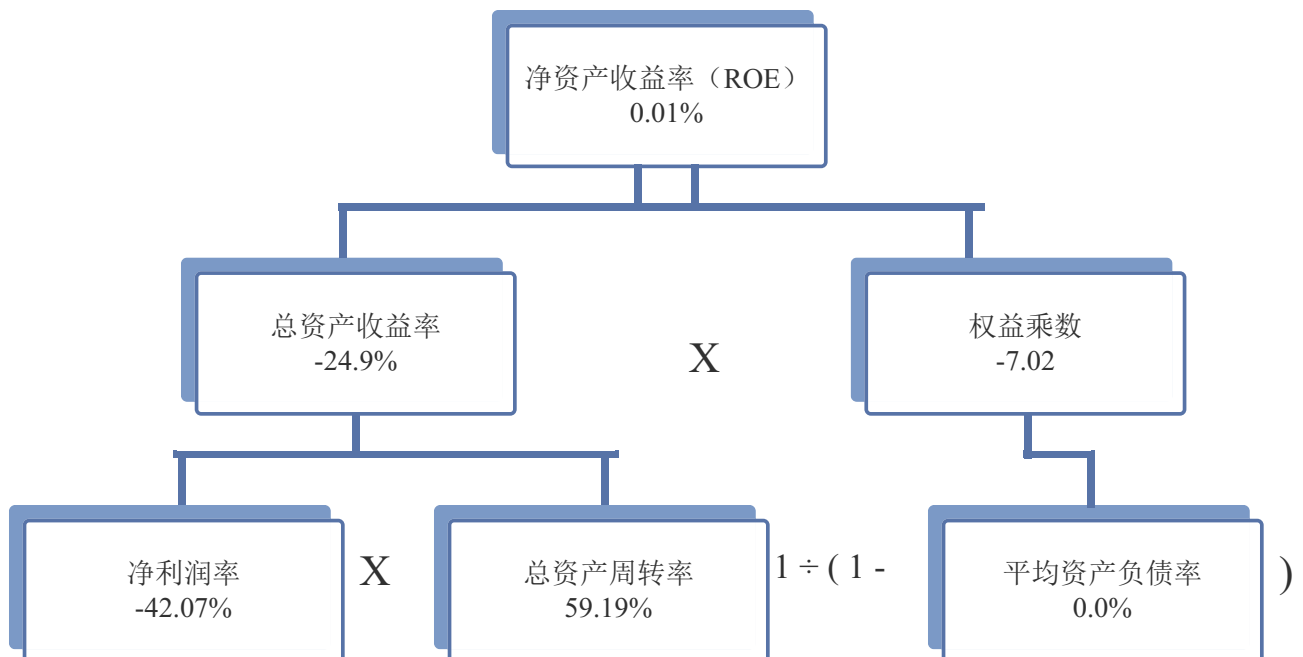 净资产收益率（ROE）
0.01%
总资产收益率
-24.9%
X
权益乘数
-7.02
净利润率
-42.07%
X
总资产周转率
59.19%
1 ÷ ( 1 -
平均资产负债率
0.0%
)